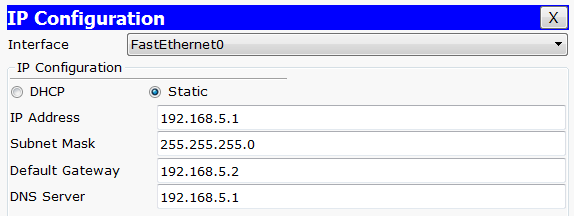 IP Configuration X
Interface FastEthernet0
IP Configuration
DHCP Static
IP Address 192.168.5.1
Subnet Mask 255.255.255.0
Default Gateway 192.168.5.2
DNS Server 192.168.5.1